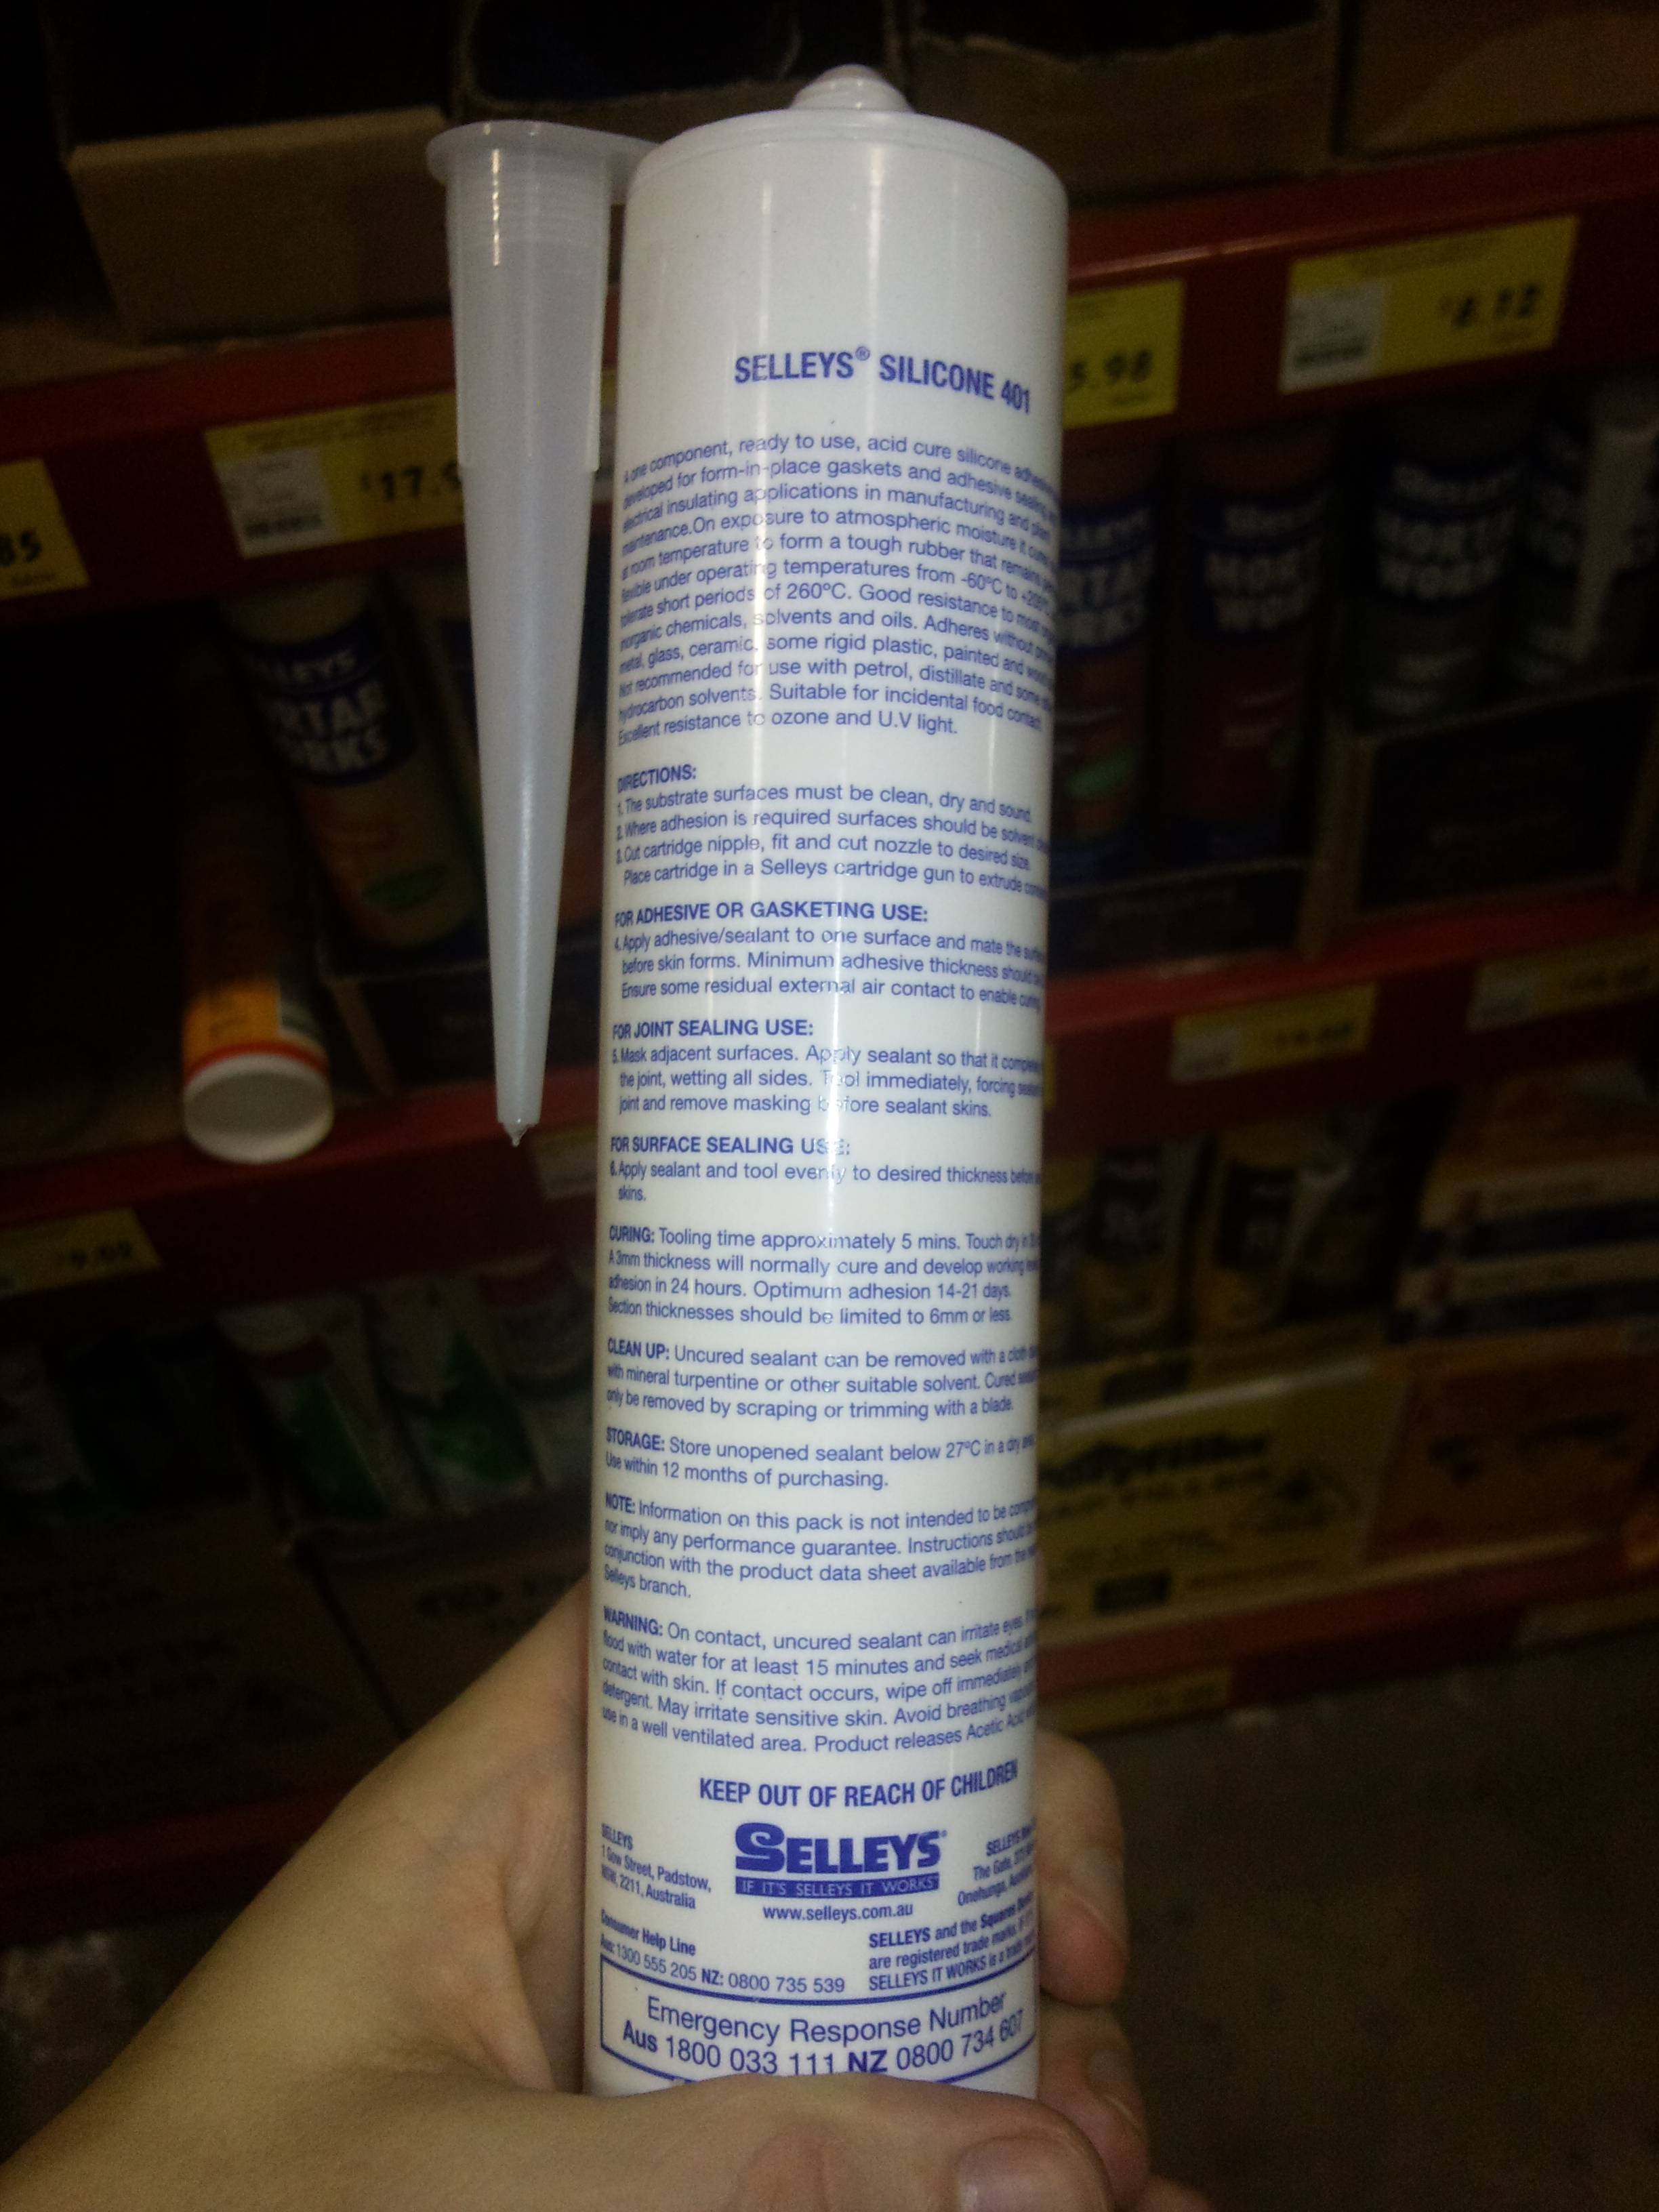 SELLEYS® SILICONE 401
A one component, ready to use, acid cure silicone
developed for form-in-place gaskets and adhesive
electrical insulating applications in manufacturing and
maintenance.On exposure to atmospheric moisture it
at room temperature to form a tough rubber that remains
flexible under operating temperatures from -60ºC to
tolerate short periods of 260ºC. Good resistance to most
inorganic chemicals, solvents and oils. Adheres without
metal, glass, ceramic, some rigid plastic, painted and
Not recommended for use with petrol, distillate and some
hydrocarbon solvents. Suitable for incidental food contact.
Excellent resistance to ozone and U.V light.
DIRECTIONS:
1. The substrate surfaces must be clean, dry and sound.
2. Where adhesion is required surfaces should be solvent
3. Cut cartridge nipple, fit and cut nozzle to desired size.
Place cartridge in a Selleys cartridge gun to extrude
FOR ADHESIVE OR GASKETING USE:
4. Apply adhesive/sealant to one surface and mate the
before skin forms. Minimum adhesive thickness should
Ensure some residual external air contact to enable curing.
FOR JOINT SEALING USE:
5. Mask adjacent surfaces. Apply sealant so that it
the joint, wetting all sides. Tool immediately, forcing
joint and remove masking before sealant skins.
FOR SURFACE SEALING USE:
6. Apply sealant and tool evenly to desired thickness before
skins.
CURING: Tooling time approximately 5 mins. Touch dry in
A 3mm thickness will normally cure and develop working
adhesion in 24 hours. Optimum adhesion 14-21 days.
Section thicknesses should be limited to 6mm or less.
CLEAN UP: Uncured sealant can be removed with a cloth
with mineral turpentine or other suitable solvent. Cured
only be removed by scraping or trimming with a blade.
STORAGE: Store unopened sealant below 27ºC in a dry
Use within 12 months of purchasing.
NOTE: Information on this pack is not intended to be
nor imply any performance guarantee. Instructions should
conjunction with the product data sheet available from the
Selleys branch.
WARNING: On contact, uncured sealant can irritate eyes.
flood with water for at least 15 minutes and seek medical
contact with skin. If contact occurs, wipe off immediately
detergent. May irritate sensitive skin. Avoid breathing
use in a well ventilated area. Product releases Acetic Acid
KEEP OUT OF REACH OF CHILDREN
SELLEYS
1 Gow Street, Padstow,
NSW, 2211, Australia
SELLEYS®
IF IT'S SELLEYS IT WORKS
www.selleys.com.au
SELLEYS
The Gate,
Onehunga,
Consumer Help Line
Aus: 1300 555 205 NZ: 0800 735 539
SELLEYS and the Square
are registered trade marks.
SELLEYS IT WORKS is a trade
Emergency Response Number
Aus 1800 033 111 NZ 0800 734 607
5.98
6.12
SELLEYS